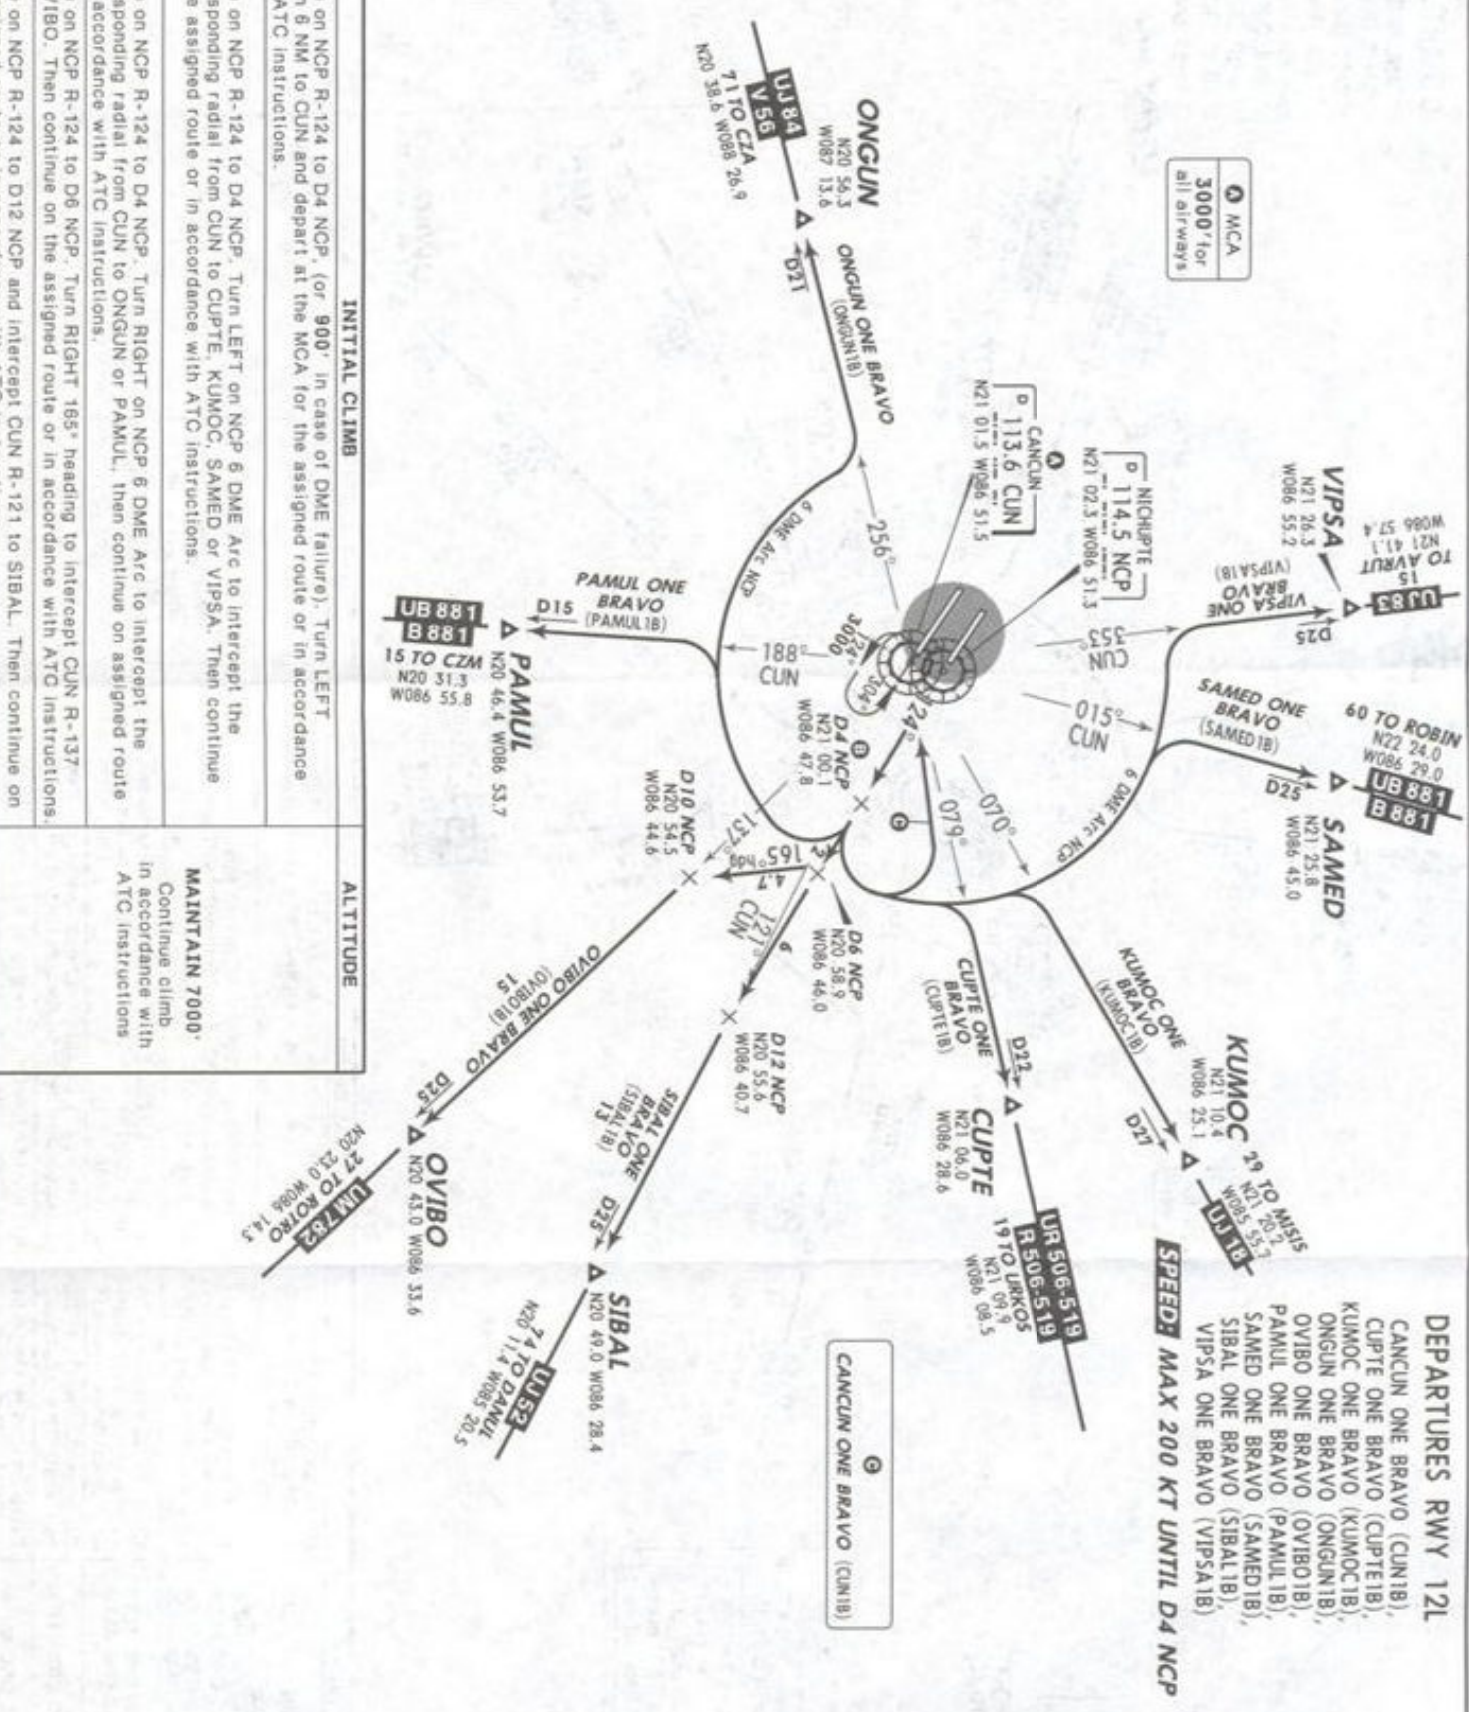 DEPARTURES RWY 12L
CANCUN ONE BRAVO (CUN1B),
CUPTE ONE BRAVO (CUPTE1B),
KUMOC ONE BRAVO (KUMOC1B),
ONGUN ONE BRAVO (ONGUN1B),
OVIBO ONE BRAVO (OVIBO1B),
PAMUL ONE BRAVO (PAMUL1B),
SAMED ONE BRAVO (SAMED1B),
SIBAL ONE BRAVO (SIBAL1B),
VIPSA ONE BRAVO (VIPSA1B)
SPEED: MAX 200 KT UNTIL D4 NCP
TO AVRUT
N21 41.1
W086 57.4
15
UJ 83
VIPSA
N21 26.3
W086 55.2
D25
VIPSA ONE
BRAVO
(VIPSA1B)
353°
CUN
60 TO ROBIN
N22 24.0
W086 29.0
UB 881
B 881
SAMED
N21 25.8
W086 45.0
D25
SAMED ONE
BRAVO
(SAMED1B)
015°
CUN
6 DME Arc NCP
KUMOC
N21 10.4
W086 25.1
29 TO MISIS
N21 20.2
W085 55.3
UJ 18
D27
KUMOC ONE
BRAVO
(KUMOC1B)
070°
079°
A MCA
3000' for
all airways
NICHUPTE
D 114.5 NCP
N21 02.3 W086 51.3
A
CANCUN
D 113.6 CUN
N21 01.5 W086 51.5
ONGUN
N20 56.3
W087 13.6
UJ 84
V 56
71 TO CZA
N20 38.6 W088 26.9
D21
ONGUN ONE BRAVO
(ONGUN1B)
256°
6 DME Arc NCP
124°
3000
304°
124°
B
D4 NCP
N21 00.1
W086 47.8
C
188°
CUN
CUPTE ONE
BRAVO
(CUPTE1B)
D22
CUPTE
N21 06.0
W086 28.6
UR 506-519
R 506-519
19 TO URKOS
N21 09.9
W086 08.5
C
CANCUN ONE BRAVO (CUN1B)
D6 NCP
N20 58.9
W086 46.0
2
165° hdg
4.7
137°
121°
CUN
6
D12 NCP
N20 55.6
W086 40.7
D10 NCP
N20 54.5
W086 44.6
PAMUL ONE
BRAVO
(PAMUL1B)
D15
UB 881
B 881
15 TO CZM
N20 31.3
W086 55.8
PAMUL
N20 46.4 W086 53.7
SIBAL ONE
BRAVO
(SIBAL1B)
13
D25
SIBAL
N20 49.0 W086 28.4
UJ 52
74 TO DANUL
N20 11.4 W085 20.5
OVIBO ONE BRAVO
(OVIBO1B)
15
D25
OVIBO
N20 43.0 W086 33.6
UM 782
27 TO ROTRO
N20 23.0 W086 14.3
INITIAL CLIMB
ALTITUDE
on NCP R-124 to D4 NCP, (or 900' in case of DME failure). Turn LEFT
6 NM to CUN and depart at the MCA for the assigned route or in accordance
ATC instructions.
on NCP R-124 to D4 NCP. Turn LEFT on NCP 6 DME Arc to intercept the
sponding radial from CUN to CUPTE, KUMOC, SAMED or VIPSA. Then continue
assigned route or in accordance with ATC instructions.
on NCP R-124 to D4 NCP. Turn RIGHT on NCP 6 DME Arc to intercept the
sponding radial from CUN to ONGUN or PAMUL, then continue on assigned route
accordance with ATC instructions.
on NCP R-124 to D6 NCP. Turn RIGHT 165° heading to intercept CUN R-137
VIBO. Then continue on the assigned route or in accordance with ATC instructions.
on NCP R-124 to D12 NCP and intercept CUN R-121 to SIBAL. Then continue on
MAINTAIN 7000'
Continue climb
in accordance with
ATC instructions